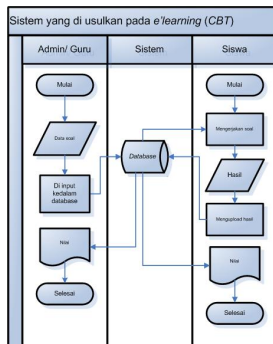 Sistem yang di usulkan pada e'learning (CBT)
Admin/ Guru
Sistem
Siswa
Mulai
Data soal
Di input
kedalam
database
Nilai
Selesai
Database
Mulai
Mengerjakan soal
Hasil
Mengupload hasil
Nilai
Selesai